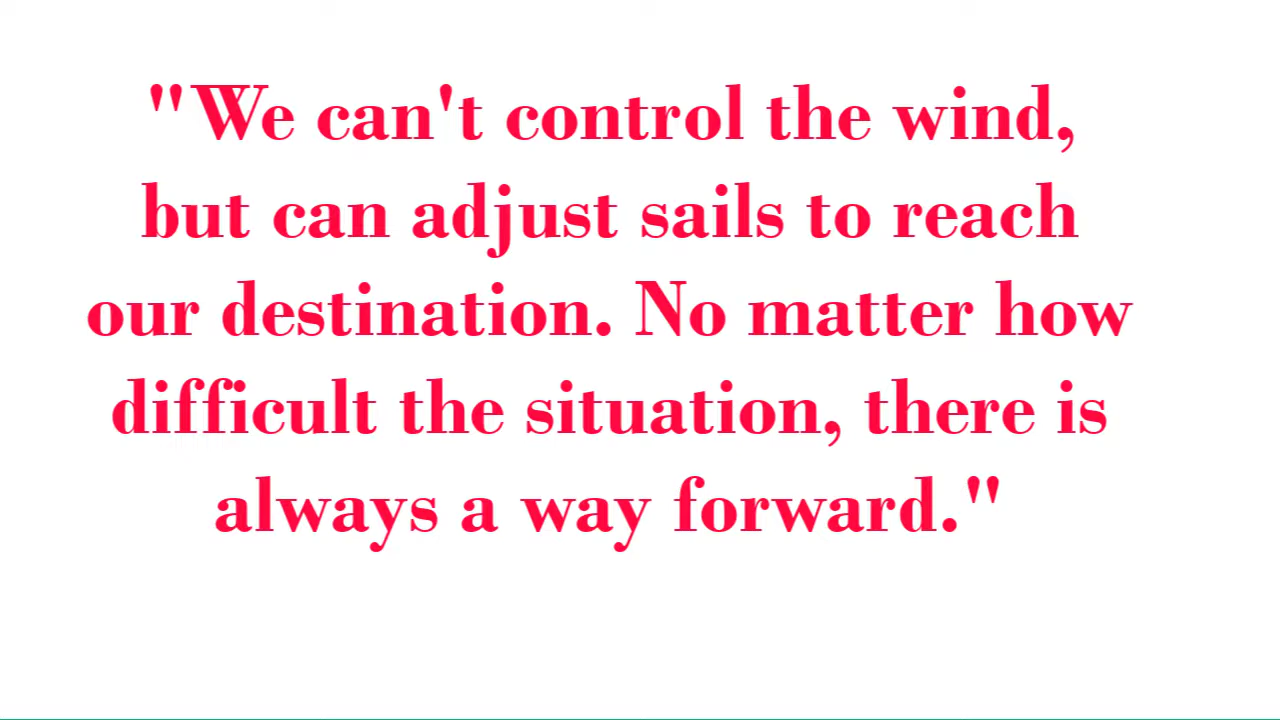 "We can't control the wind,
but can adjust sails to reach
our destination. No matter how
difficult the situation, there is
always a way forward."